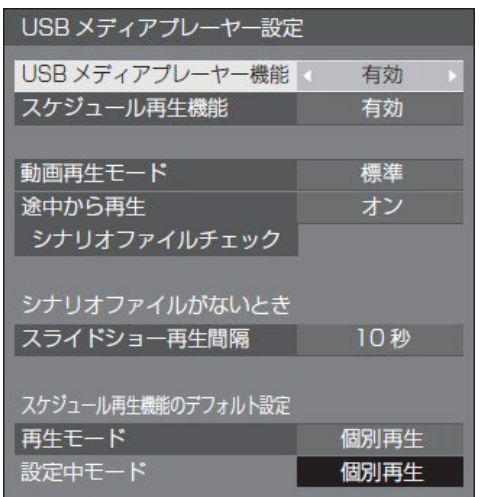 USB メディアプレーヤー設定
USB メディアプレーヤー機能 有効
スケジュール再生機能 有効
動画再生モード 標準
途中から再生 オン
シナリオファイルチェック
シナリオファイルがないとき
スライドショー再生間隔 10 秒
スケジュール再生機能のデフォルト設定
再生モード 個別再生
設定中モード 個別再生